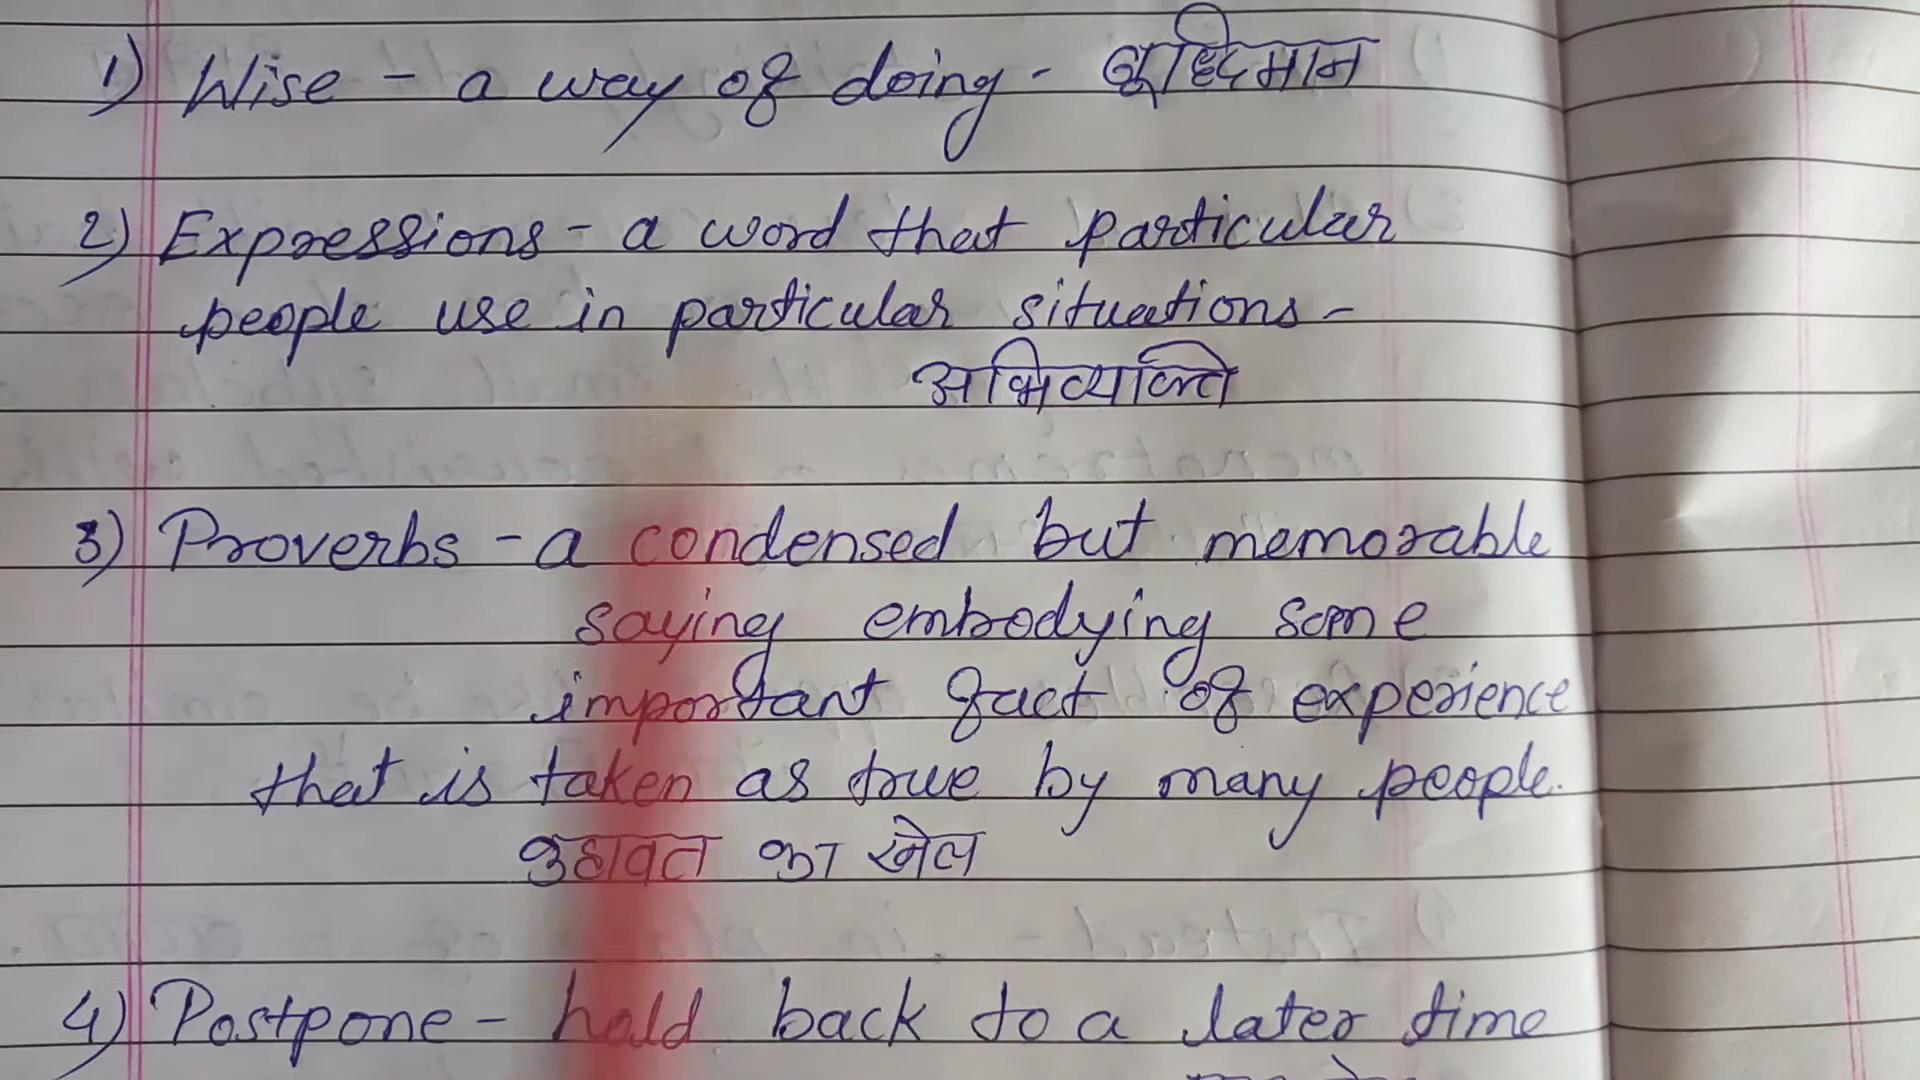 1) Wise - a way of doing - बुद्धिमान
2) Expressions - a word that particular
people use in particular situations -
अभिव्यक्ति
3) Proverbs - a condensed but memorable
saying embodying some
important fact of experience
that is taken as true by many people.
कहावत का खेल
4) Postpone - hold back to a later time